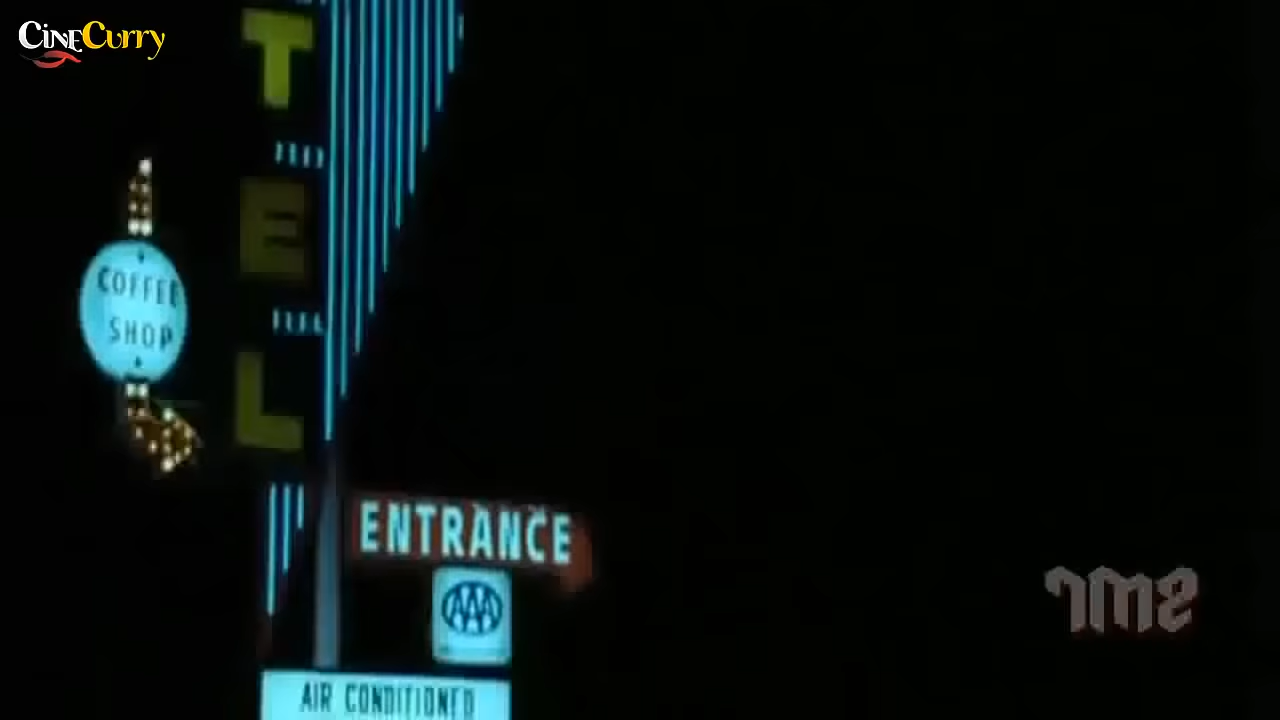 CINECurry
T
E
L
COFFEE
SHOP
ENTRANCE
AAA
AIR CONDITIONED